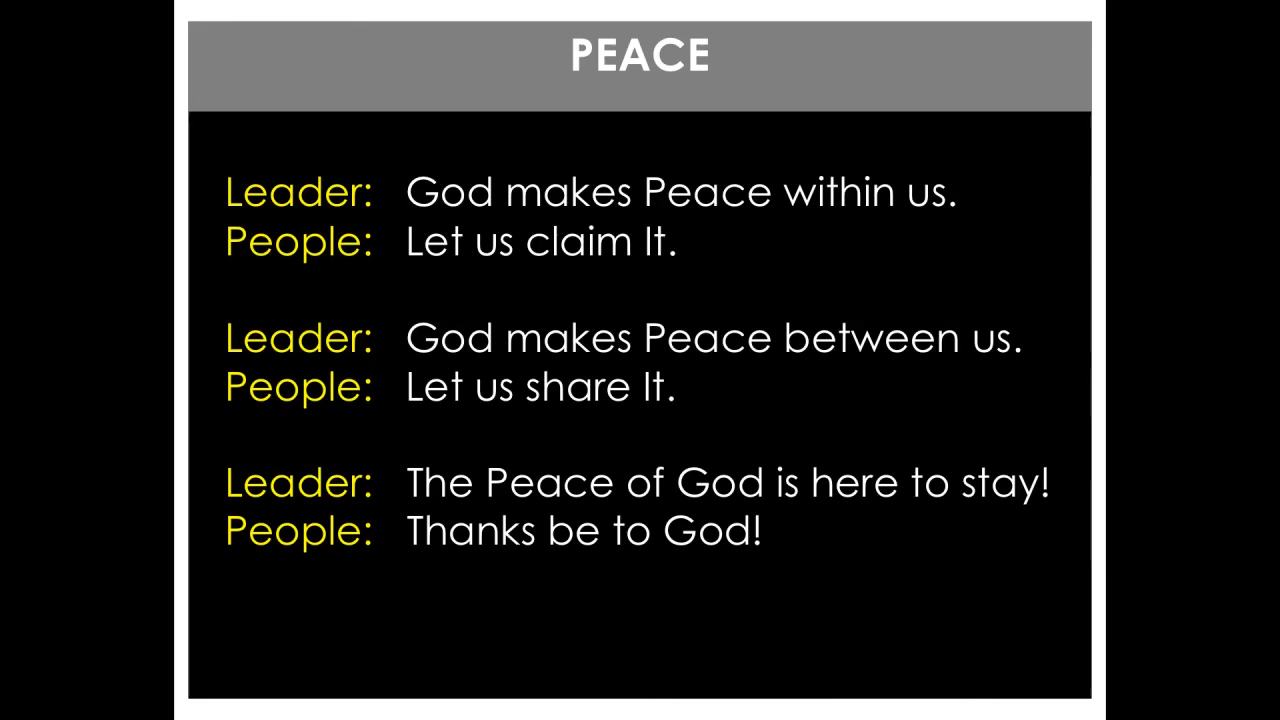 PEACE
Leader: God makes Peace within us.
People: Let us claim It.
Leader: God makes Peace between us.
People: Let us share It.
Leader: The Peace of God is here to stay!
People: Thanks be to God!